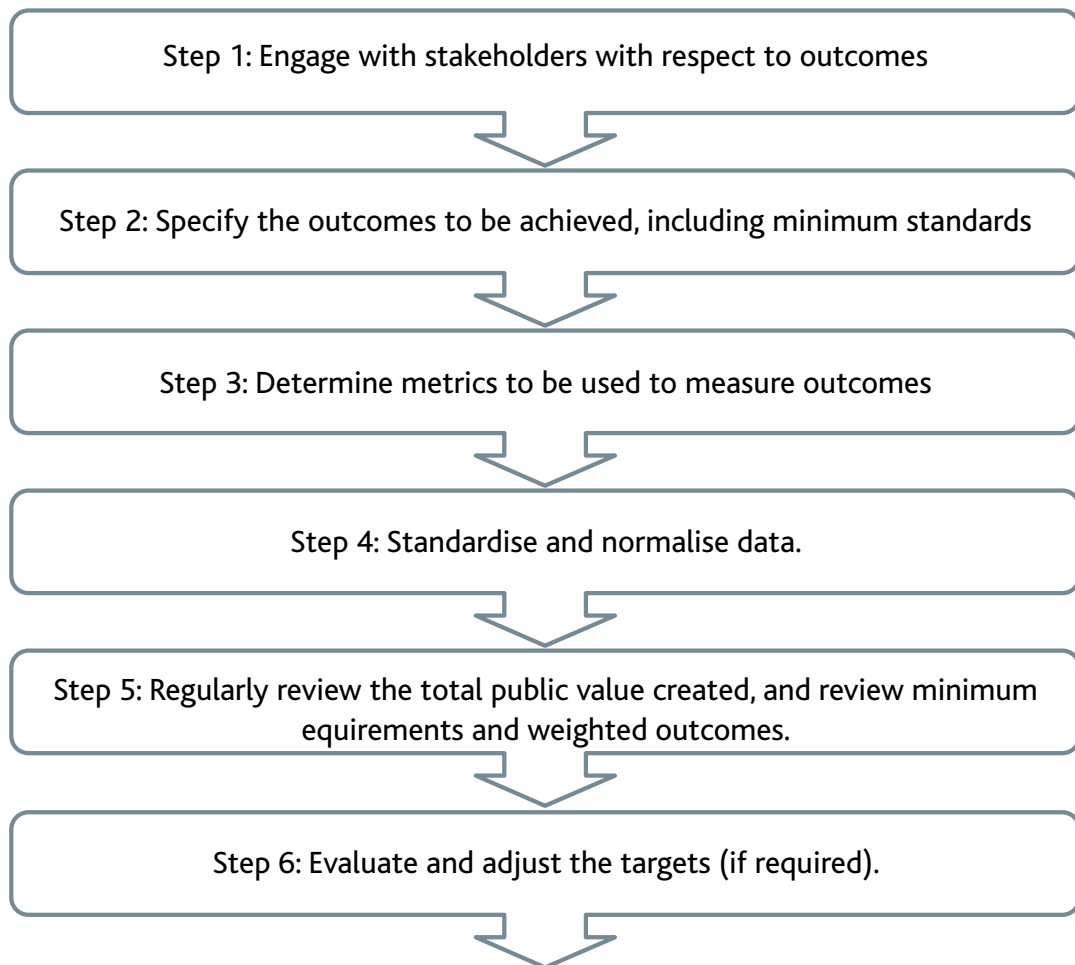 Step 1: Engage with stakeholders with respect to outcomes
Step 2: Specify the outcomes to be achieved, including minimum standards
Step 3: Determine metrics to be used to measure outcomes
Step 4: Standardise and normalise data.
Step 5: Regularly review the total public value created, and review minimum
equirements and weighted outcomes.
Step 6: Evaluate and adjust the targets (if required).